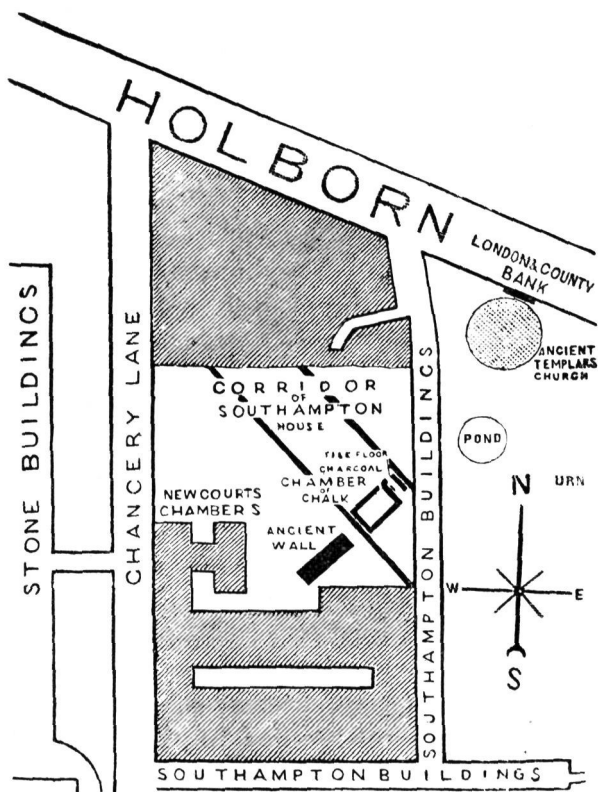 HOLBORN
LONDON & COUNTY
BANK
ANCIENT
TEMPLARS
CHURCH
STONE BUILDINGS
CHANCERY LANE
CORRIDOR
OF
SOUTHAMPTON
HOUSE
SOUTHAMPTON BUILDINGS
POND
TILE FLOOR
CHARCOAL
CHAMBER
OF
CHALK
NEW COURTS
CHAMBERS
ANCIENT
WALL
N
URN
W
E
S
SOUTHAMPTON BUILDINGS